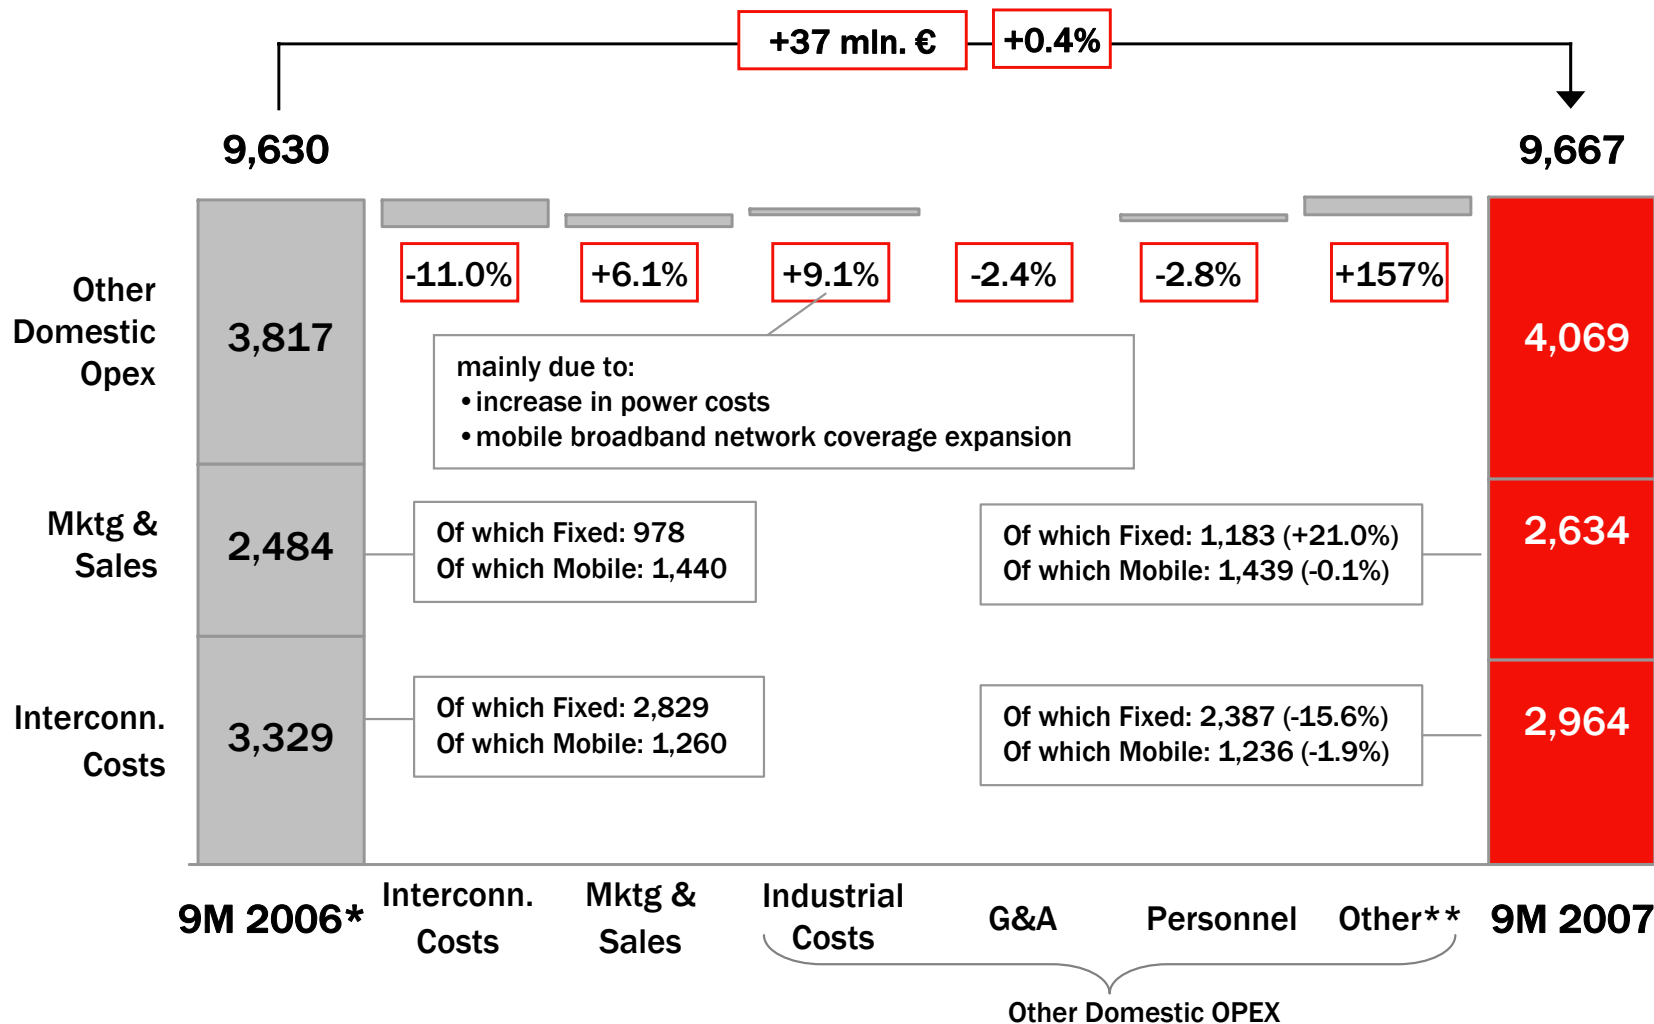 +37 mln. €
+0.4%
9,630
9,667
-11.0%
+6.1%
+9.1%
-2.4%
-2.8%
+157%
Other
Domestic
Opex
3,817
4,069
mainly due to:
•increase in power costs
•mobile broadband network coverage expansion
Mktg &
Sales
2,484
Of which Fixed: 978
Of which Mobile: 1,440
Of which Fixed: 1,183 (+21.0%)
Of which Mobile: 1,439 (-0.1%)
2,634
Interconn.
Costs
3,329
Of which Fixed: 2,829
Of which Mobile: 1,260
Of which Fixed: 2,387 (-15.6%)
Of which Mobile: 1,236 (-1.9%)
2,964
9M 2006*
Interconn.
Costs
Mktg &
Sales
Industrial
Costs
G&A
Personnel
Other**
9M 2007
Other Domestic OPEX